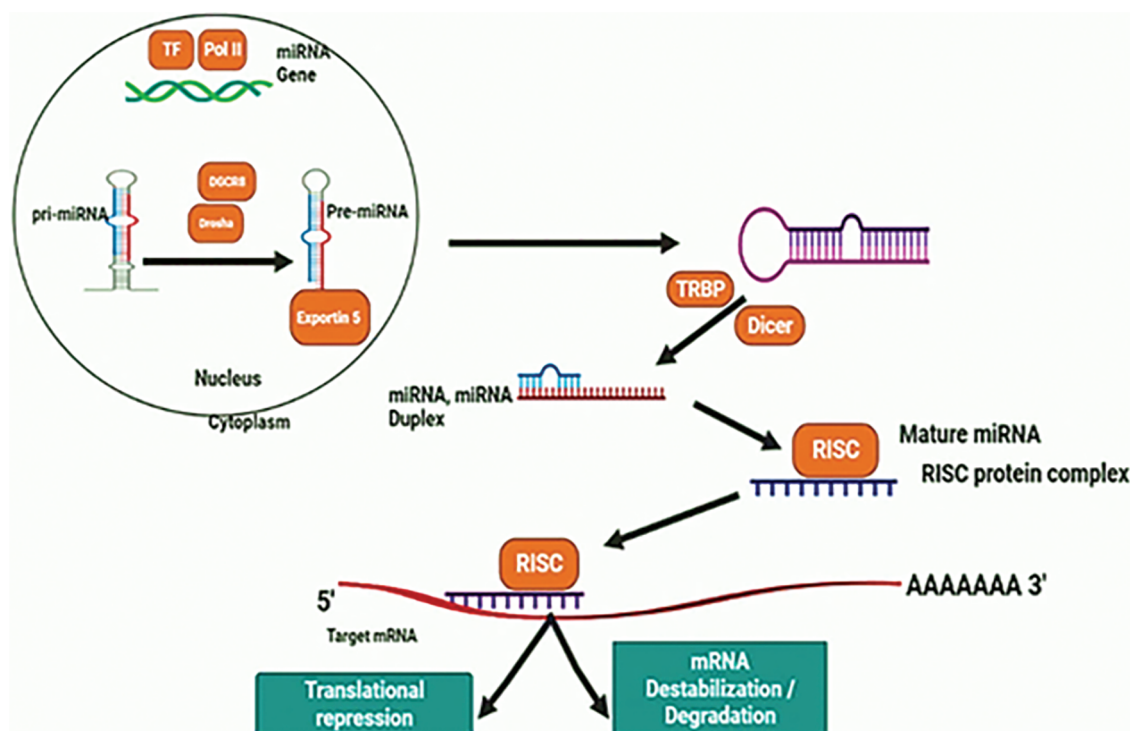 TF
Pol II
miRNA
Gene
DGCR8
Drosha
pri-miRNA
Pre-miRNA
Exportin 5
Nucleus
Cytoplasm
TRBP
Dicer
miRNA, miRNA
Duplex
RISC
Mature miRNA
RISC protein complex
RISC
5'
AAAAAAA 3'
Target mRNA
Translational
repression
mRNA
Destabilization /
Degradation